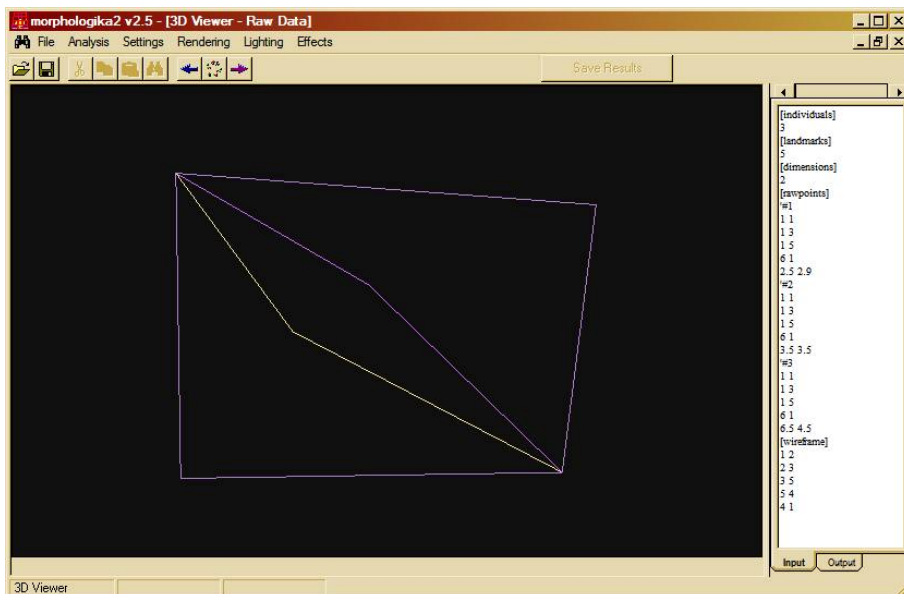 morphologika2 v2.5 - [3D Viewer - Raw Data]
File Analysis Settings Rendering Lighting Effects
Save Results
[individuals]
3
[landmarks]
5
[dimensions]
2
[rawpoints]
'#1
1 1
1 3
1 5
6 1
2.5 2.9
'#2
1 1
1 3
1 5
6 1
3.5 3.5
'#3
1 1
1 3
1 5
6 1
6.5 4.5
[wireframe]
1 2
2 3
3 5
5 4
4 1
Input Output
3D Viewer